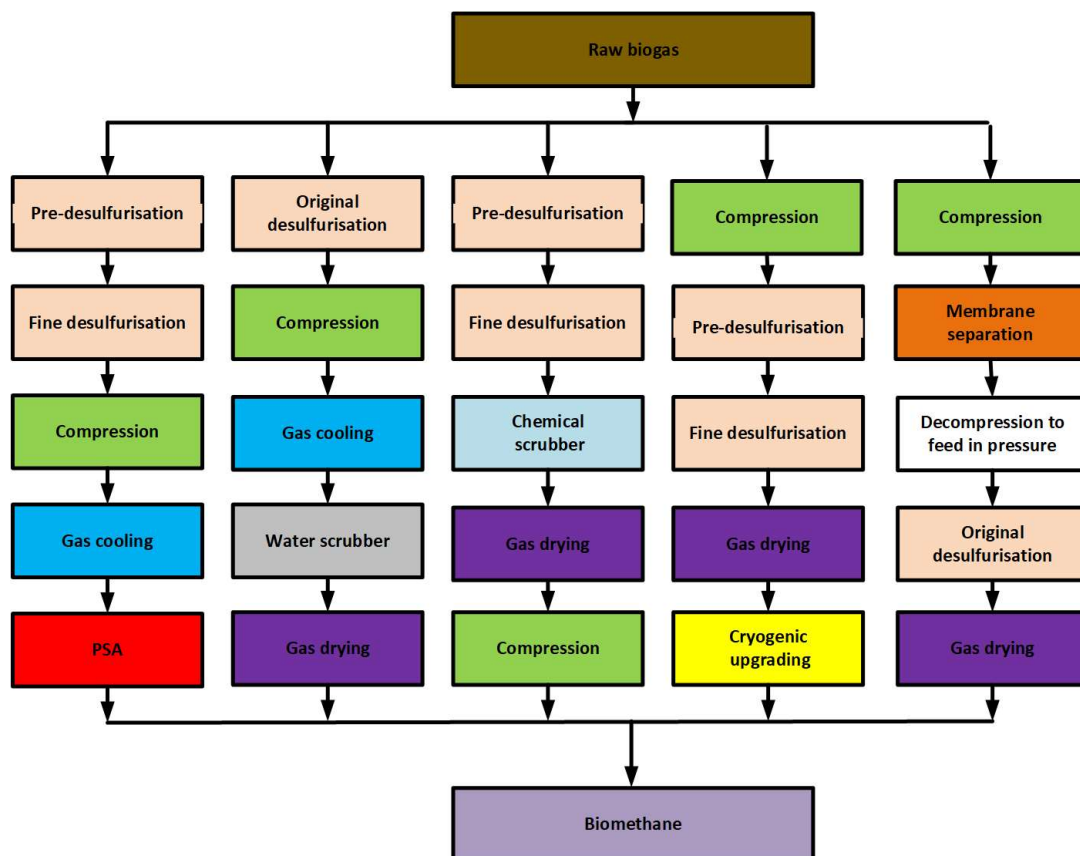 Raw biogas
Pre-desulfurisation
Original
desulfurisation
Pre-desulfurisation
Compression
Compression
Fine desulfurisation
Compression
Fine desulfurisation
Pre-desulfurisation
Membrane
separation
Compression
Gas cooling
Chemical
scrubber
Fine desulfurisation
Decompression to
feed in pressure
Gas cooling
Water scrubber
Gas drying
Gas drying
Original
desulfurisation
PSA
Gas drying
Compression
Cryogenic
upgrading
Gas drying
Biomethane